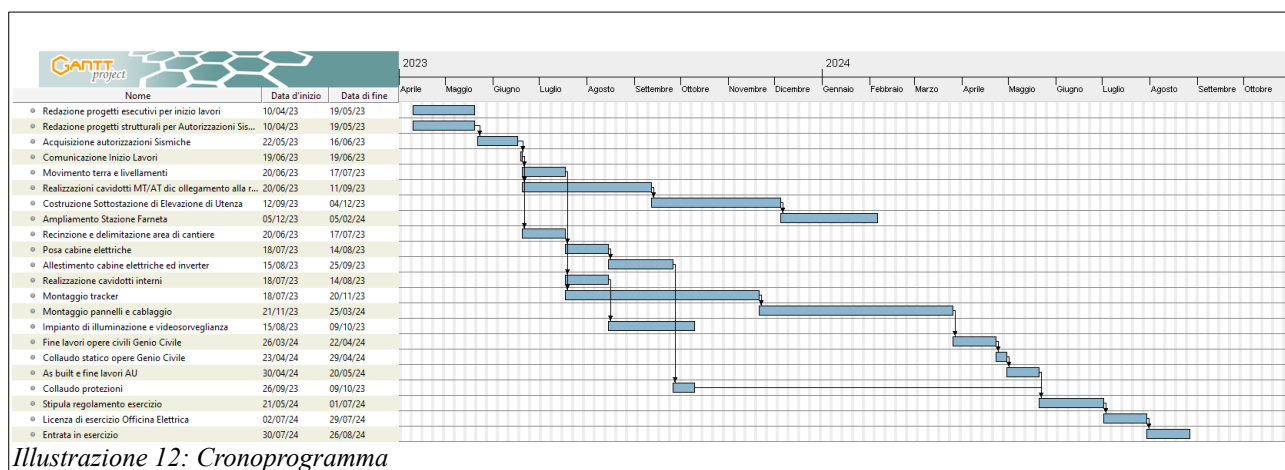 GANTT
project
2023 2024
Nome Data d'inizio Data di fine Aprile Maggio Giugno Luglio Agosto Settembre Ottobre Novembre Dicembre Gennaio Febbraio Marzo Aprile Maggio Giugno Luglio Agosto Settembre Ottobre
Redazione progetti esecutivi per inizio lavori 10/04/23 19/05/23
Redazione progetti strutturali per Autorizzazioni Sis... 10/04/23 19/05/23
Acquisizione autorizzazioni Sismiche 22/05/23 16/06/23
Comunicazione Inizio Lavori 19/06/23 19/06/23
Movimento terra e livellamenti 20/06/23 17/07/23
Realizzazioni cavidotti MT/AT dic ollegamento alla r... 20/06/23 11/09/23
Costruzione Sottostazione di Elevazione di Utenza 12/09/23 04/12/23
Ampliamento Stazione Farneta 05/12/23 05/02/24
Recinzione e delimitazione area di cantiere 20/06/23 17/07/23
Posa cabine elettriche 18/07/23 14/08/23
Allestimento cabine elettriche ed inverter 15/08/23 25/09/23
Realizzazione cavidotti interni 18/07/23 14/08/23
Montaggio tracker 18/07/23 20/11/23
Montaggio pannelli e cablaggio 21/11/23 25/03/24
Impianto di illuminazione e videosorveglianza 15/08/23 09/10/23
Fine lavori opere civili Genio Civile 26/03/24 22/04/24
Collaudo statico opere Genio Civile 23/04/24 29/04/24
As built e fine lavori AU 30/04/24 20/05/24
Collaudo protezioni 26/09/23 09/10/23
Stipula regolamento esercizio 21/05/24 01/07/24
Licenza di esercizio Officina Elettrica 02/07/24 29/07/24
Entrata in esercizio 30/07/24 26/08/24
Illustrazione 12: Cronoprogramma